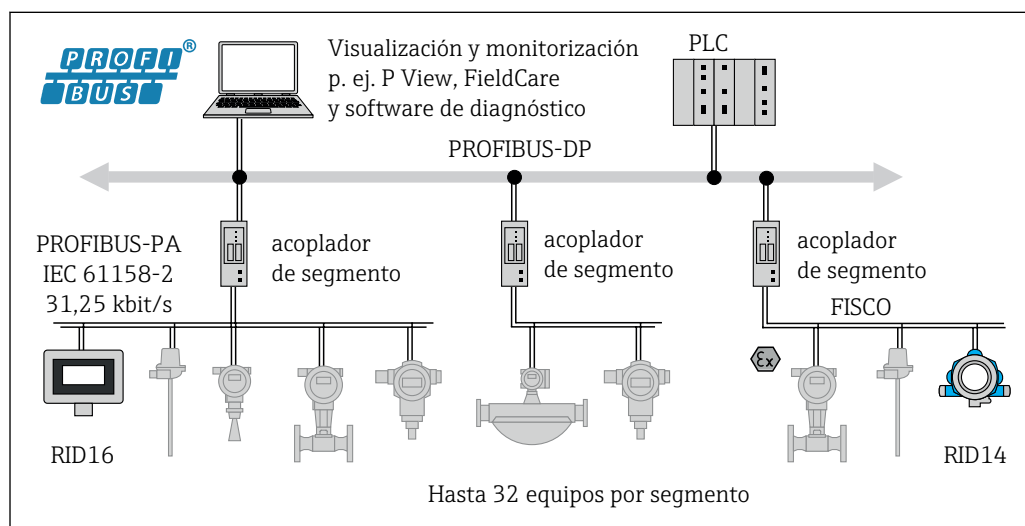 PROFI
BUS
®
Visualización y monitorización
p. ej. P View, FieldCare
y software de diagnóstico
PLC
PROFIBUS-DP
PROFIBUS-PA
IEC 61158-2
31,25 kbit/s
acoplador
de segmento
acoplador
de segmento
acoplador
de segmento
FISCO
Ex
RID16
RID14
Hasta 32 equipos por segmento